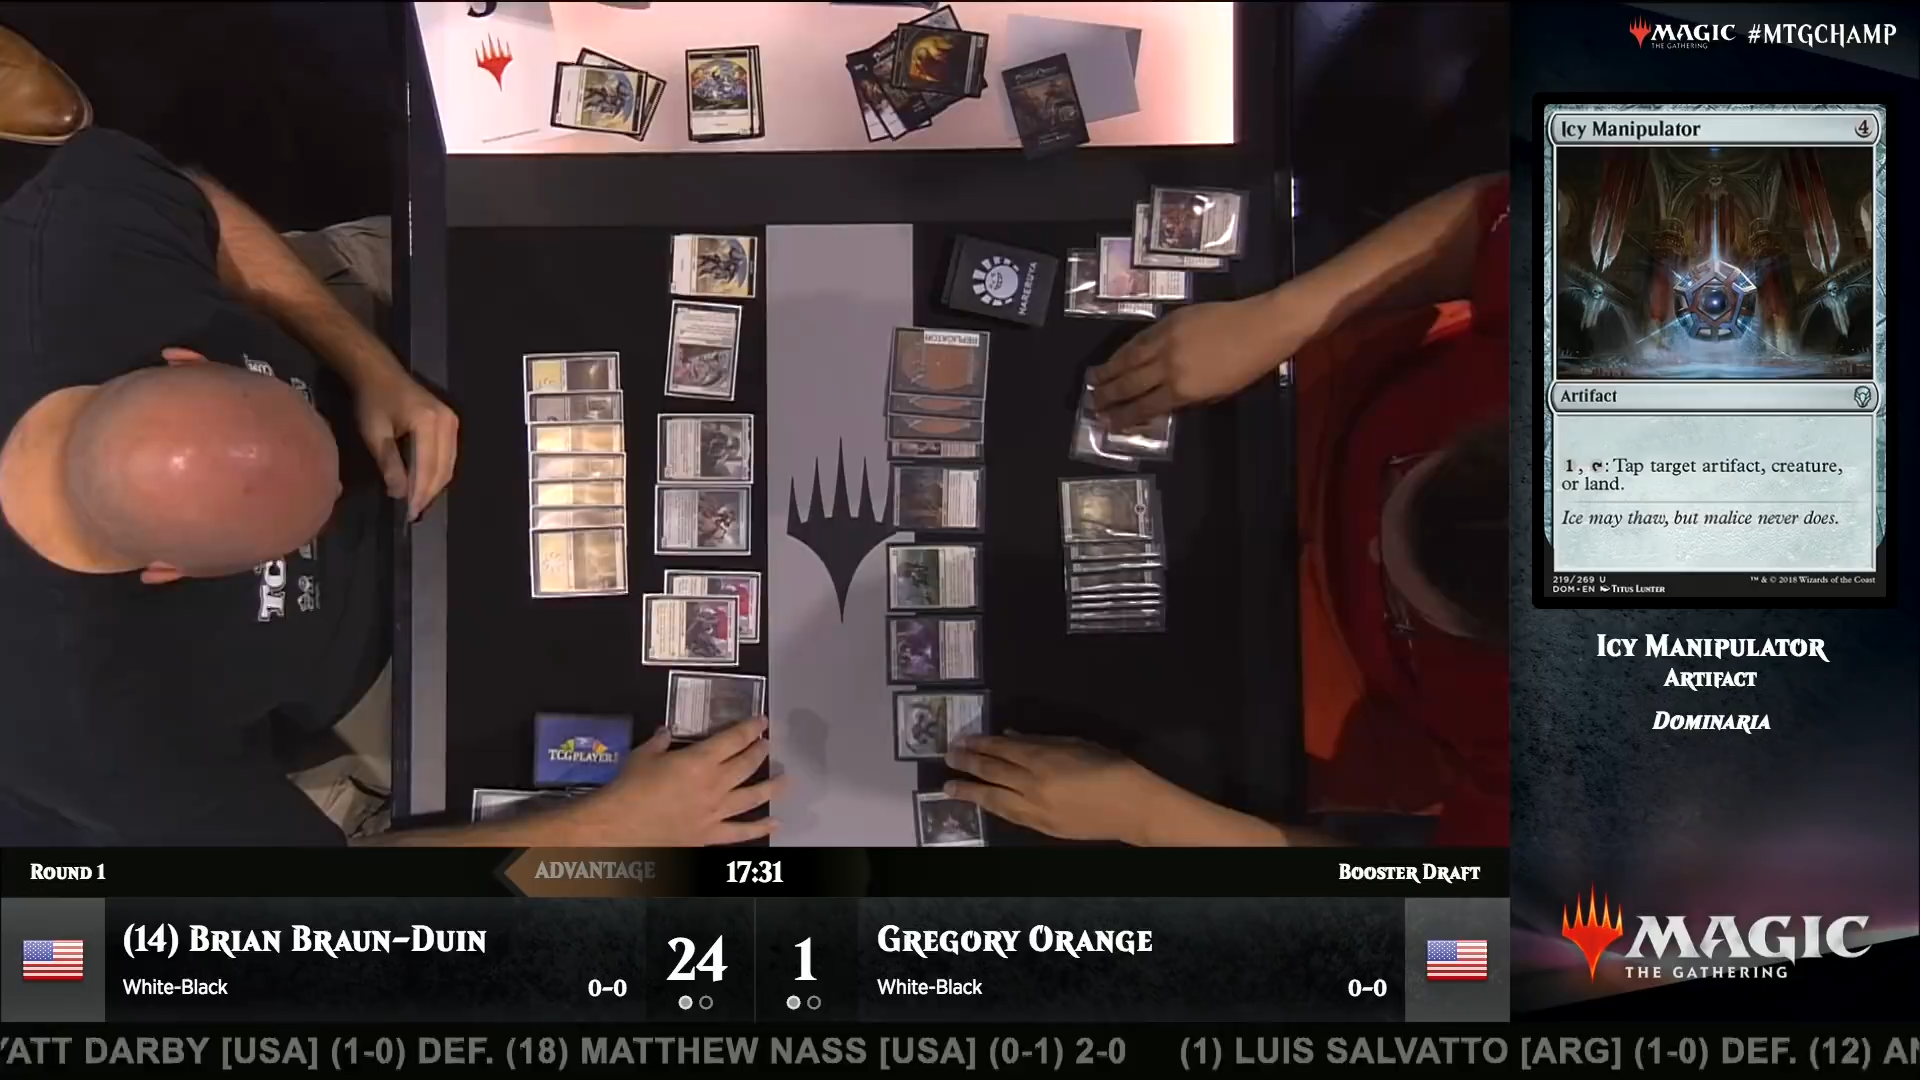 MAGIC
THE GATHERING
#MTGCHAMP
Icy Manipulator 4
Artifact
1, : Tap target artifact, creature,
or land.
Ice may thaw, but malice never does.
219/269 U
DOM • EN TITUS LUNTER
™ & © 2018 Wizards of the Coast
ICY MANIPULATOR
ARTIFACT
DOMINARIA
REPLICATOR
HARERUYA
TCGPLAYER
ROUND 1
ADVANTAGE
17:31
BOOSTER DRAFT
(14) BRIAN BRAUN-DUIN
White-Black
0-0
24
1
GREGORY ORANGE
White-Black
0-0
MAGIC
THE GATHERING
YATT DARBY [USA] (1-0) DEF. (18) MATTHEW NASS [USA] (0-1) 2-0 (1) LUIS SALVATTO [ARG] (1-0) DEF. (12) A